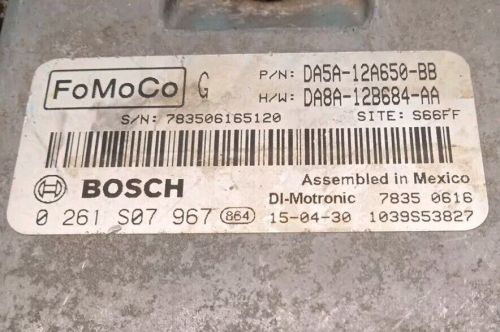 FoMoCo G P/N: DA5A-12A650-BB
H/W: DA8A-12B684-AA
S/N: 783506165120 SITE: S66FF
BOSCH Assembled in Mexico
DI-Motronic 7835 0616
0 261 S07 967 864 15-04-30 1039S53827